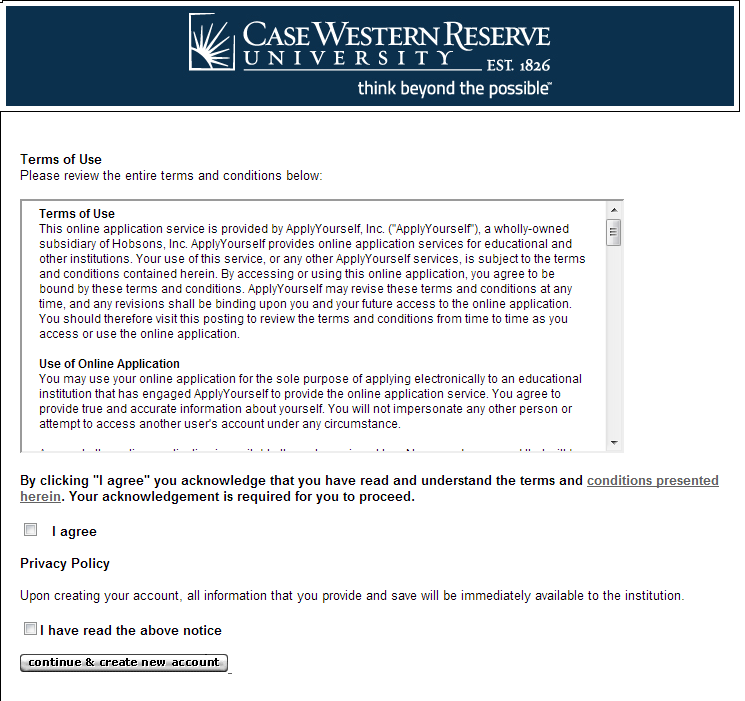 CASE WESTERN RESERVE
UNIVERSITY EST. 1826
think beyond the possible℠
Terms of Use
Please review the entire terms and conditions below:
Terms of Use
This online application service is provided by ApplyYourself, Inc. ("ApplyYourself"), a wholly-owned
subsidiary of Hobsons, Inc. ApplyYourself provides online application services for educational and
other institutions. Your use of this service, or any other ApplyYourself services, is subject to the terms
and conditions contained herein. By accessing or using this online application, you agree to be
bound by these terms and conditions. ApplyYourself may revise these terms and conditions at any
time, and any revisions shall be binding upon you and your future access to the online application.
You should therefore visit this posting to review the terms and conditions from time to time as you
access or use the online application.
Use of Online Application
You may use your online application for the sole purpose of applying electronically to an educational
institution that has engaged ApplyYourself to provide the online application service. You agree to
provide true and accurate information about yourself. You will not impersonate any other person or
attempt to access another user's account under any circumstance.
By clicking "I agree" you acknowledge that you have read and understand the terms and conditions presented
herein. Your acknowledgement is required for you to proceed.
I agree
Privacy Policy
Upon creating your account, all information that you provide and save will be immediately available to the institution.
I have read the above notice
continue & create new account